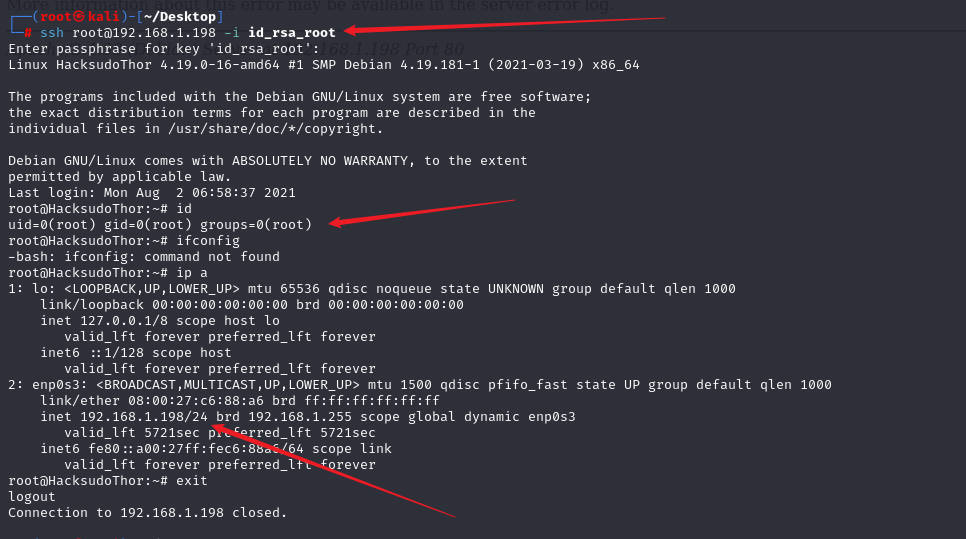 More information about this error may be available in the server error log.
┌──(root㉿kali)-[~/Desktop]
└─# ssh root@192.168.1.198 -i id_rsa_root
Enter passphrase for key 'id_rsa_root':
168.1.198 Port 80
Linux HacksudoThor 4.19.0-16-amd64 #1 SMP Debian 4.19.181-1 (2021-03-19) x86_64
The programs included with the Debian GNU/Linux system are free software;
the exact distribution terms for each program are described in the
individual files in /usr/share/doc/*/copyright.
Debian GNU/Linux comes with ABSOLUTELY NO WARRANTY, to the extent
permitted by applicable law.
Last login: Mon Aug  2 06:58:37 2021
root@HacksudoThor:~# id
uid=0(root) gid=0(root) groups=0(root)
root@HacksudoThor:~# ifconfig
-bash: ifconfig: command not found
root@HacksudoThor:~# ip a
1: lo: <LOOPBACK,UP,LOWER_UP> mtu 65536 qdisc noqueue state UNKNOWN group default qlen 1000
    link/loopback 00:00:00:00:00:00 brd 00:00:00:00:00:00
    inet 127.0.0.1/8 scope host lo
       valid_lft forever preferred_lft forever
    inet6 ::1/128 scope host
       valid_lft forever preferred_lft forever
2: enp0s3: <BROADCAST,MULTICAST,UP,LOWER_UP> mtu 1500 qdisc pfifo_fast state UP group default qlen 1000
    link/ether 08:00:27:c6:88:a6 brd ff:ff:ff:ff:ff:ff
    inet 192.168.1.198/24 brd 192.168.1.255 scope global dynamic enp0s3
       valid_lft 5721sec preferred_lft 5721sec
    inet6 fe80::a00:27ff:fec6:88a6/64 scope link
       valid_lft forever preferred_lft forever
root@HacksudoThor:~# exit
logout
Connection to 192.168.1.198 closed.